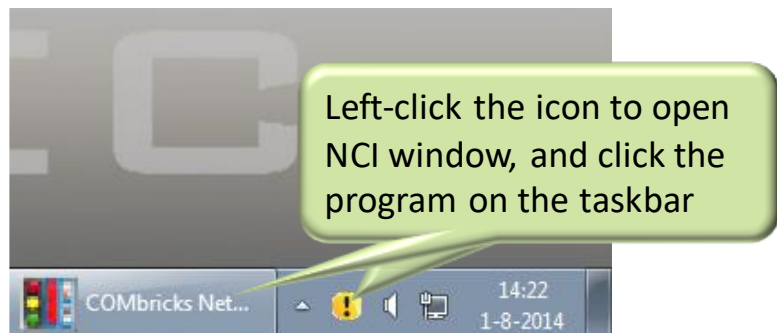 IC
Left-click the icon to open
NCI window, and click the
program on the taskbar
COMbricks Net...
14:22
1-8-2014